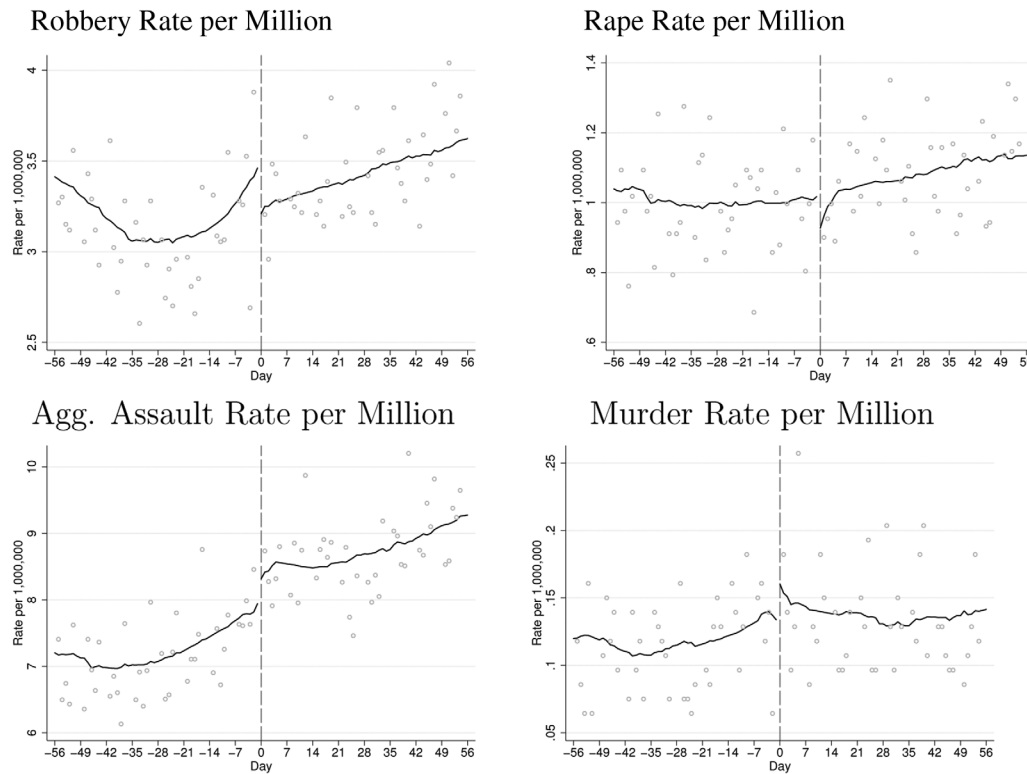 Robbery Rate per Million
Rate per 1,000,000
4
3.5
3
2.5
−56 −49 −42 −35 −28 −21 −14 −7 0 7 14 21 28 35 42 49 56
Day
Rape Rate per Million
Rate per 1,000,000
1.4
1.2
1
.8
.6
−56 −49 −42 −35 −28 −21 −14 −7 0 7 14 21 28 35 42 49 56
Day
Agg. Assault Rate per Million
Rate per 1,000,000
10
9
8
7
6
−56 −49 −42 −35 −28 −21 −14 −7 0 7 14 21 28 35 42 49 56
Day
Murder Rate per Million
Rate per 1,000,000
.25
.2
.15
.1
.05
−56 −49 −42 −35 −28 −21 −14 −7 0 7 14 21 28 35 42 49 56
Day